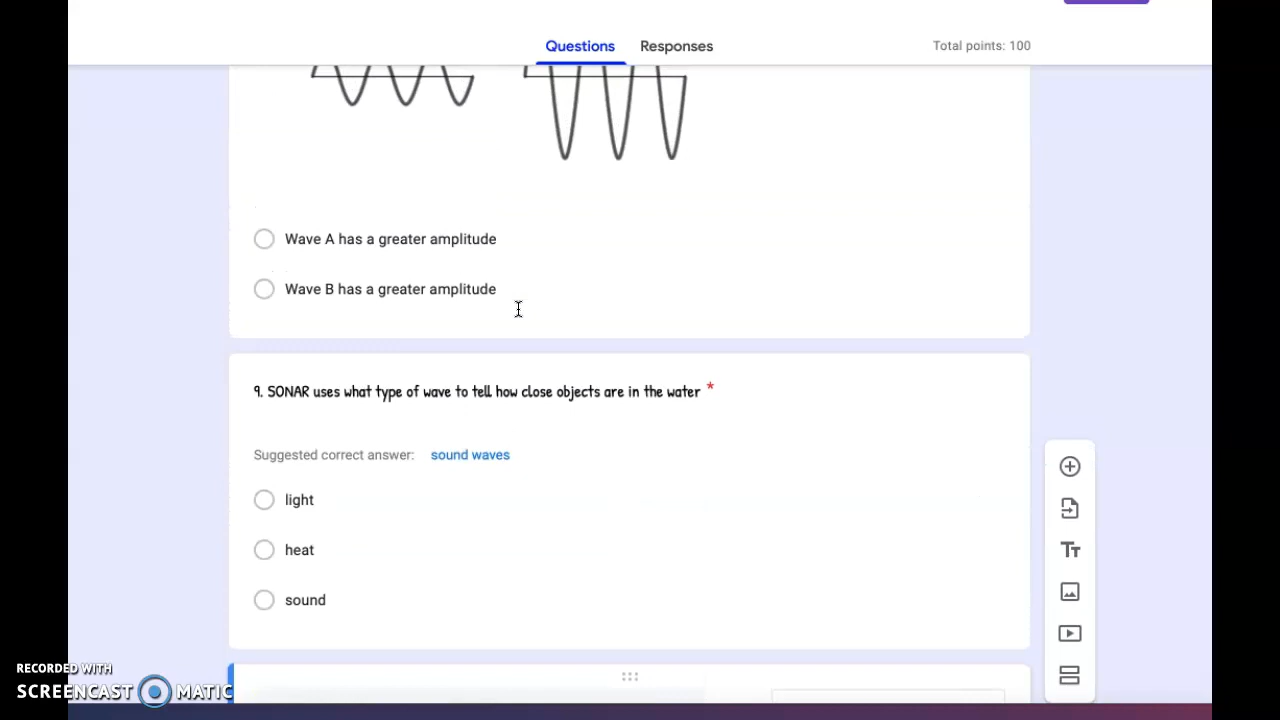 Questions Responses Total points: 100
Wave A has a greater amplitude
Wave B has a greater amplitude
9. SONAR uses what type of wave to tell how close objects are in the water *
Suggested correct answer: sound waves
light
heat
sound
Tт
RECORDED WITH
SCREENCAST MATIC